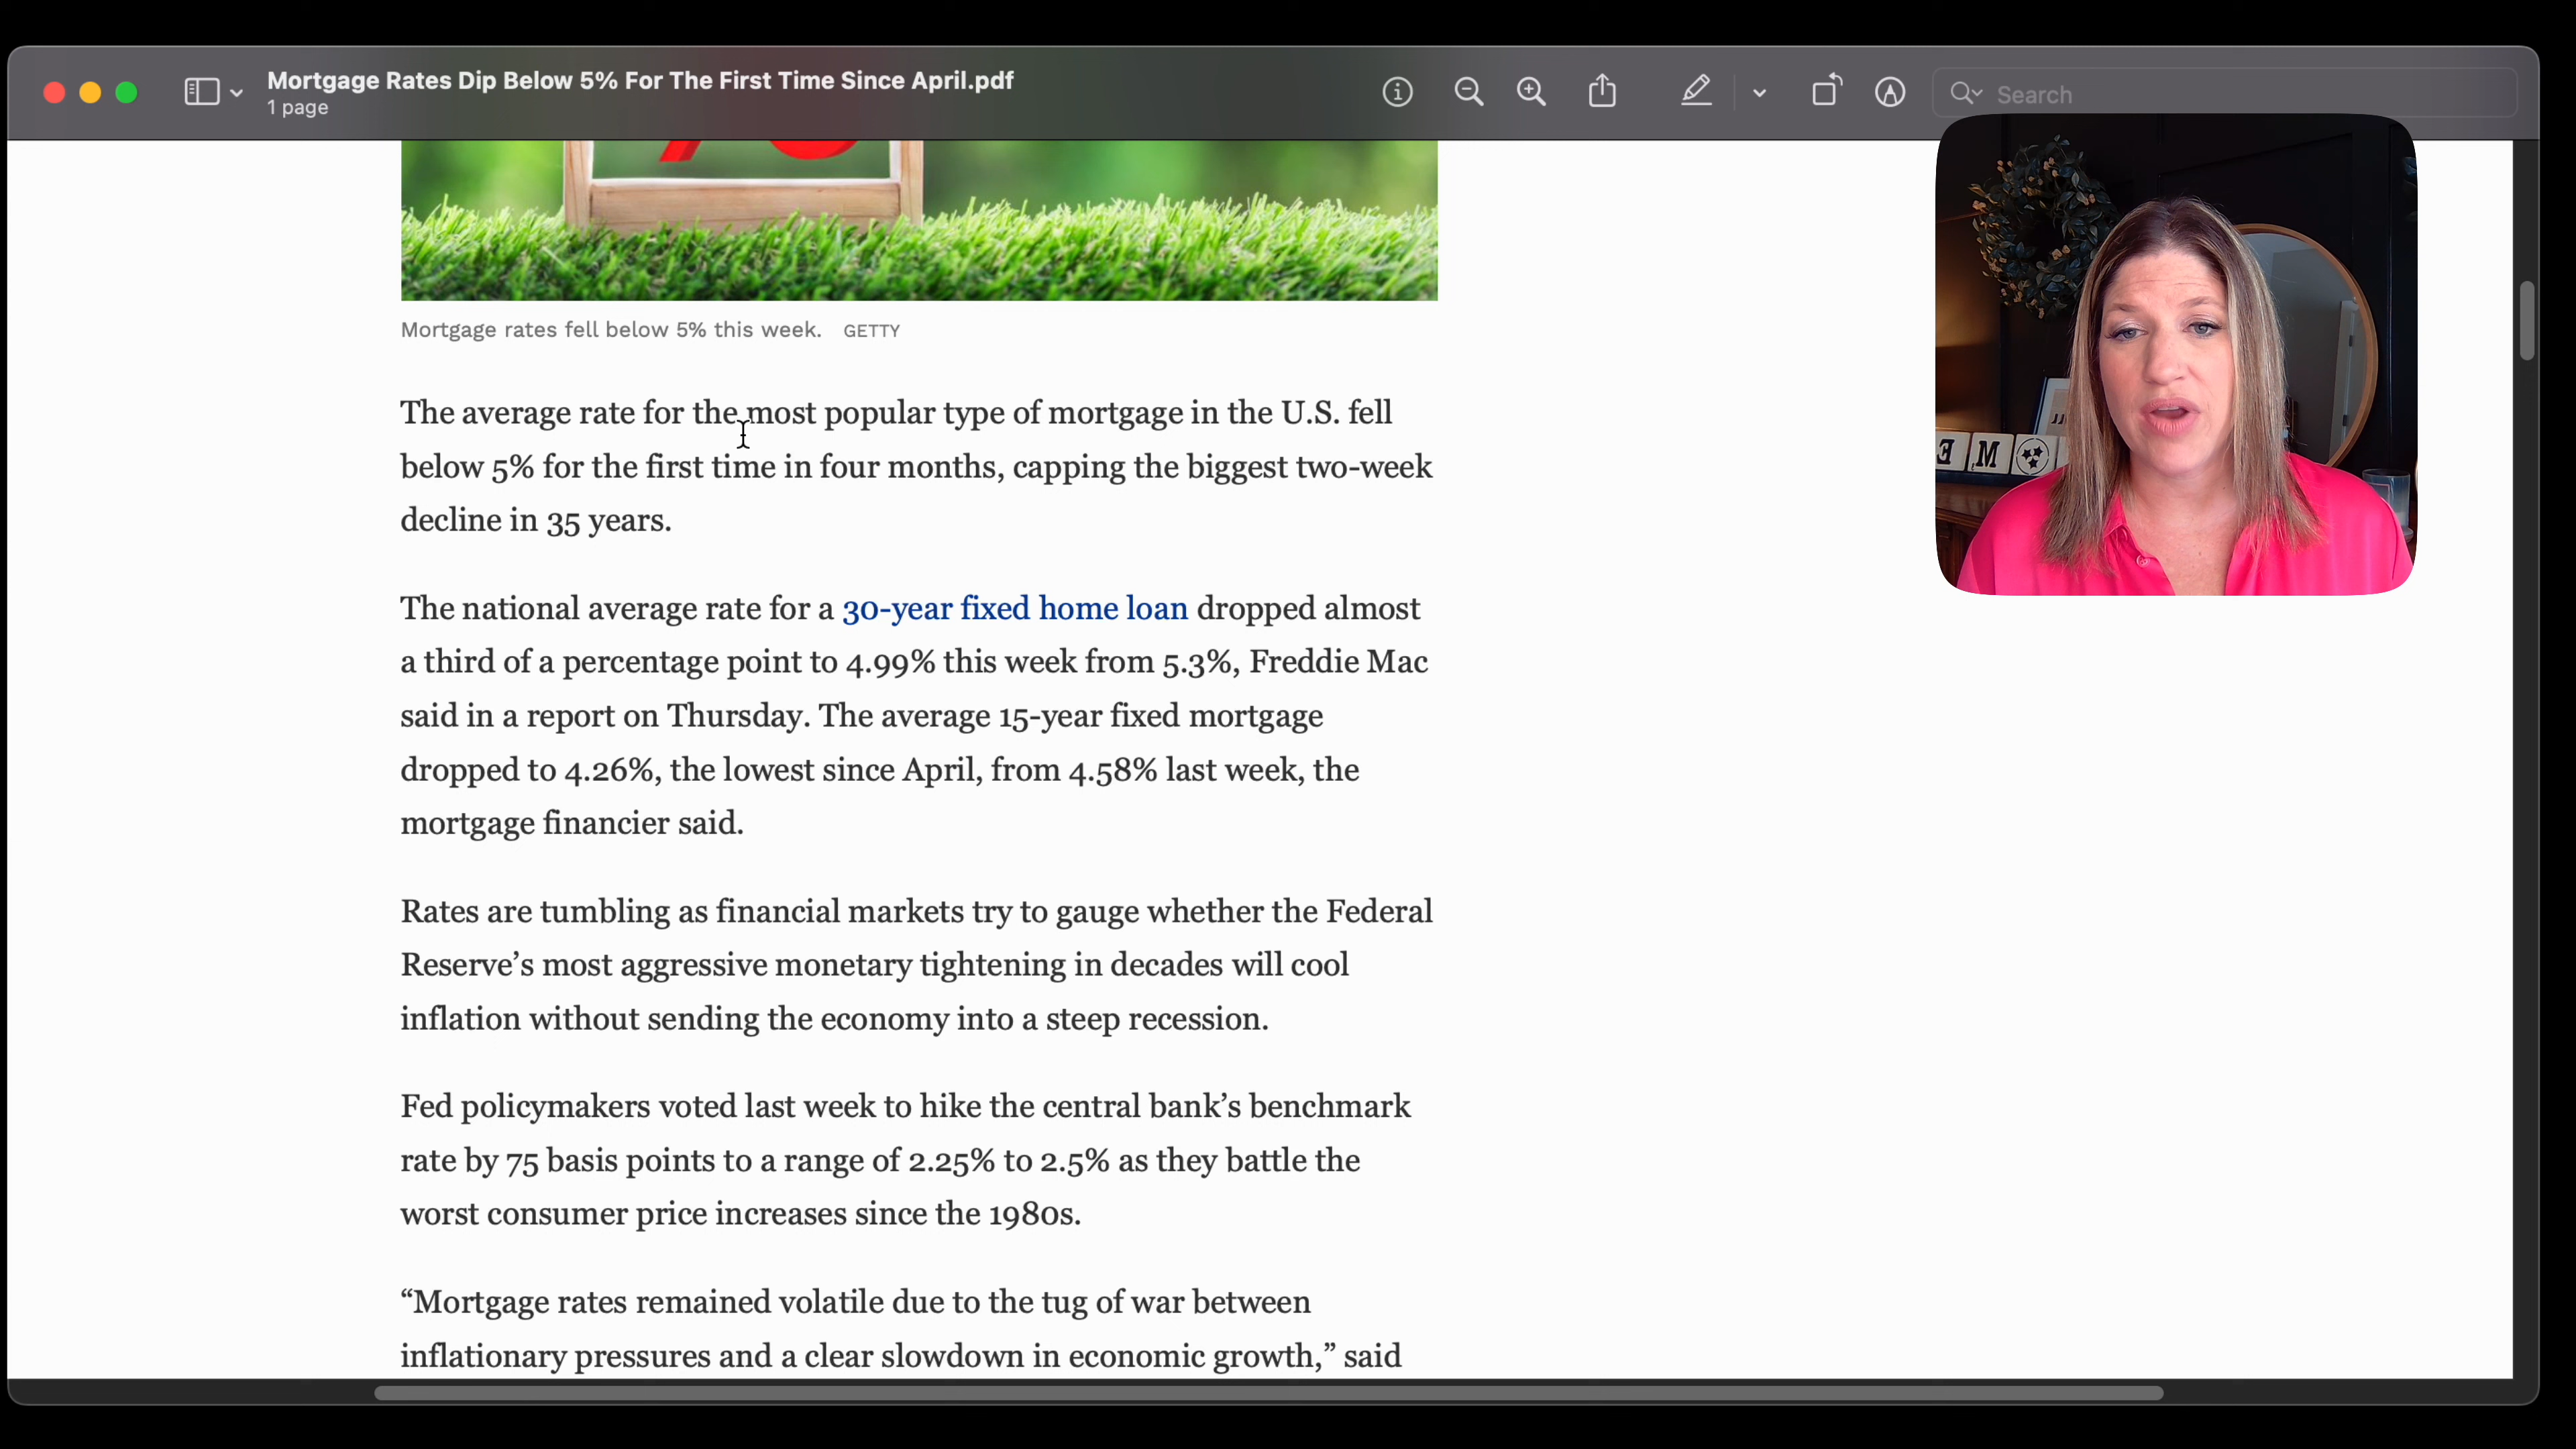 Mortgage Rates Dip Below 5% For The First Time Since April.pdf
1 page
Search
Mortgage rates fell below 5% this week. GETTY
The average rate for the most popular type of mortgage in the U.S. fell
below 5% for the first time in four months, capping the biggest two-week
decline in 35 years.
The national average rate for a 30-year fixed home loan dropped almost
a third of a percentage point to 4.99% this week from 5.3%, Freddie Mac
said in a report on Thursday. The average 15-year fixed mortgage
dropped to 4.26%, the lowest since April, from 4.58% last week, the
mortgage financier said.
Rates are tumbling as financial markets try to gauge whether the Federal
Reserve’s most aggressive monetary tightening in decades will cool
inflation without sending the economy into a steep recession.
Fed policymakers voted last week to hike the central bank’s benchmark
rate by 75 basis points to a range of 2.25% to 2.5% as they battle the
worst consumer price increases since the 1980s.
“Mortgage rates remained volatile due to the tug of war between
inflationary pressures and a clear slowdown in economic growth,” said
E M